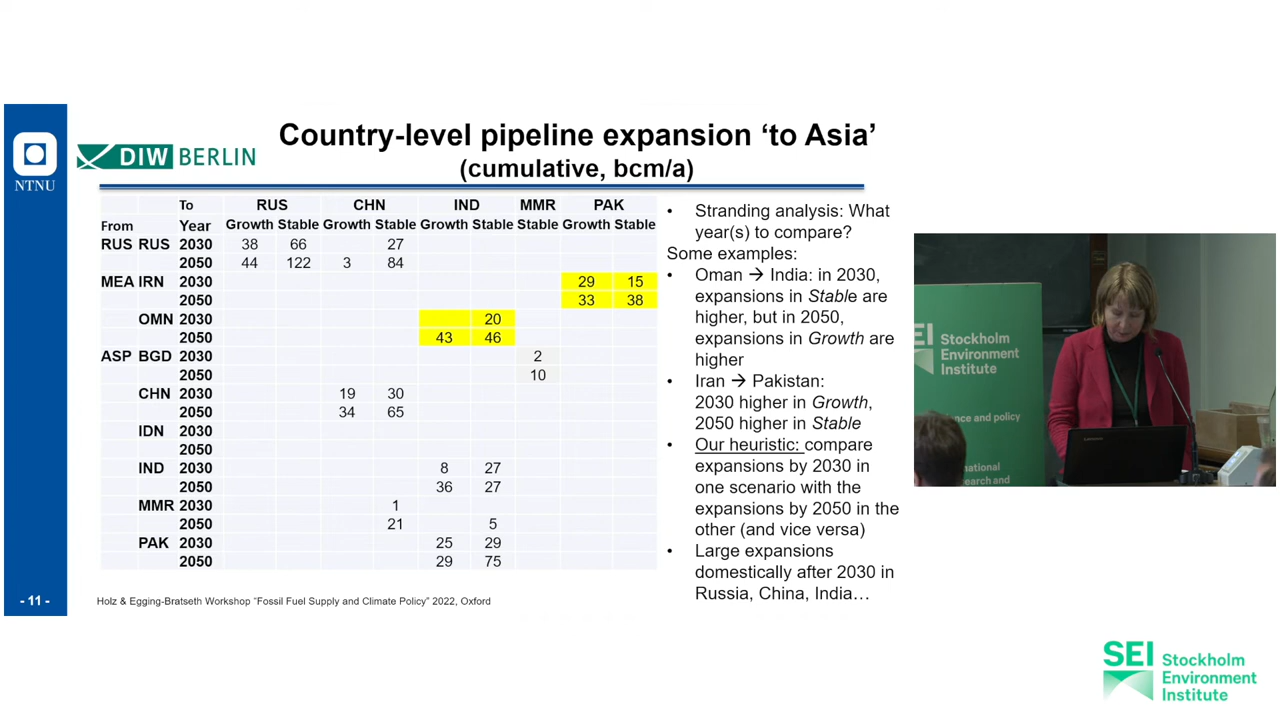 Country-level pipeline expansion ‘to Asia’
(cumulative, bcm/a)
NTNU
DIW BERLIN
To RUS CHN IND MMR PAK
From Year Growth Stable Growth Stable Growth Stable Stable Growth Stable
RUS RUS 2030 38 66 27
2050 44 122 3 84
MEA IRN 2030 29 15
2050 33 38
OMN 2030 20
2050 43 46
ASP BGD 2030 2
2050 10
CHN 2030 19 30
2050 34 65
IDN 2030
2050
IND 2030 8 27
2050 36 27
MMR 2030 1
2050 21 5
PAK 2030 25 29
2050 29 75
• Stranding analysis: What
year(s) to compare?
Some examples:
• Oman → India: in 2030,
expansions in Stable are
higher, but in 2050,
expansions in Growth are
higher
• Iran → Pakistan:
2030 higher in Growth,
2050 higher in Stable
• Our heuristic: compare
expansions by 2030 in
one scenario with the
expansions by 2050 in the
other (and vice versa)
• Large expansions
domestically after 2030 in
Russia, China, India…
- 11 -
Holz & Egging-Bratseth Workshop "Fossil Fuel Supply and Climate Policy" 2022, Oxford
EI Stockholm
Environment
Institute
ence and policy
national
search and
Lenovo
SEI Stockholm
Environment
Institute